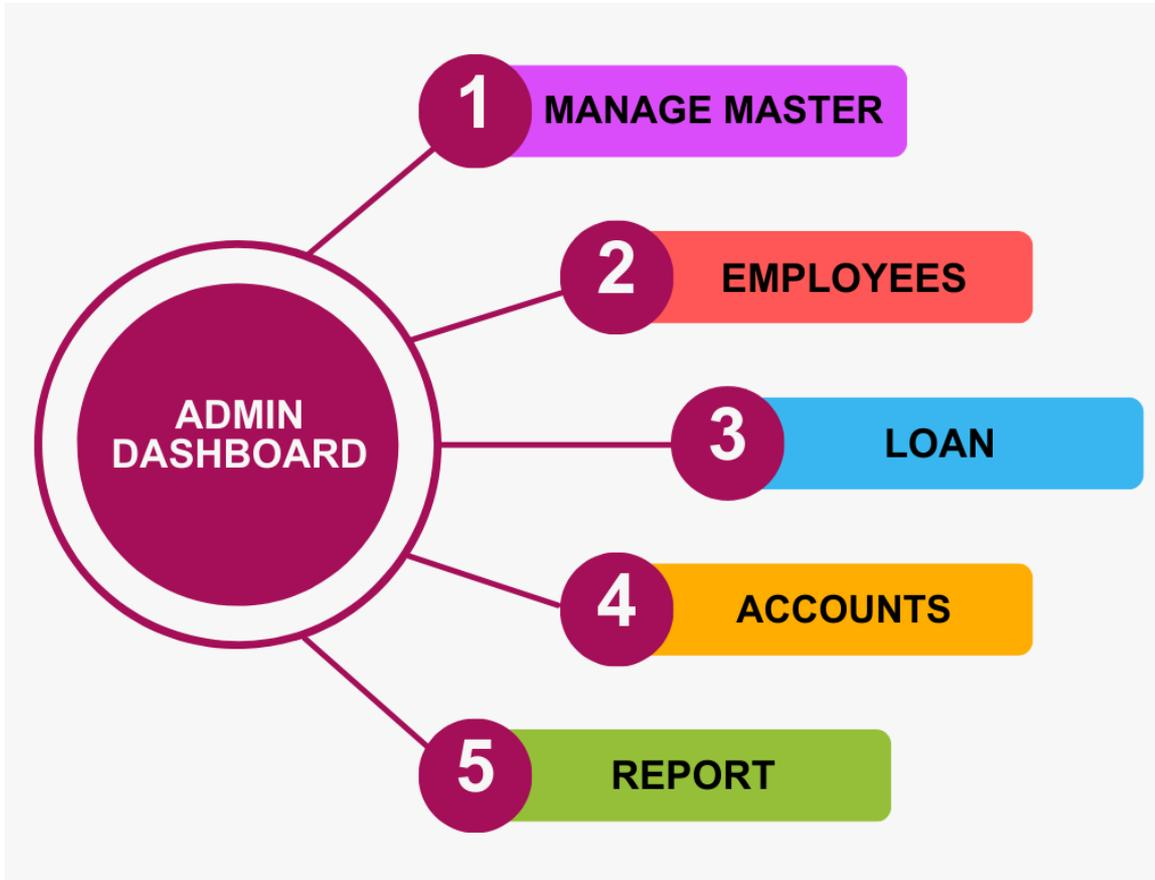 1
MANAGE MASTER
2
EMPLOYEES
ADMIN
DASHBOARD
3
LOAN
4
ACCOUNTS
5
REPORT